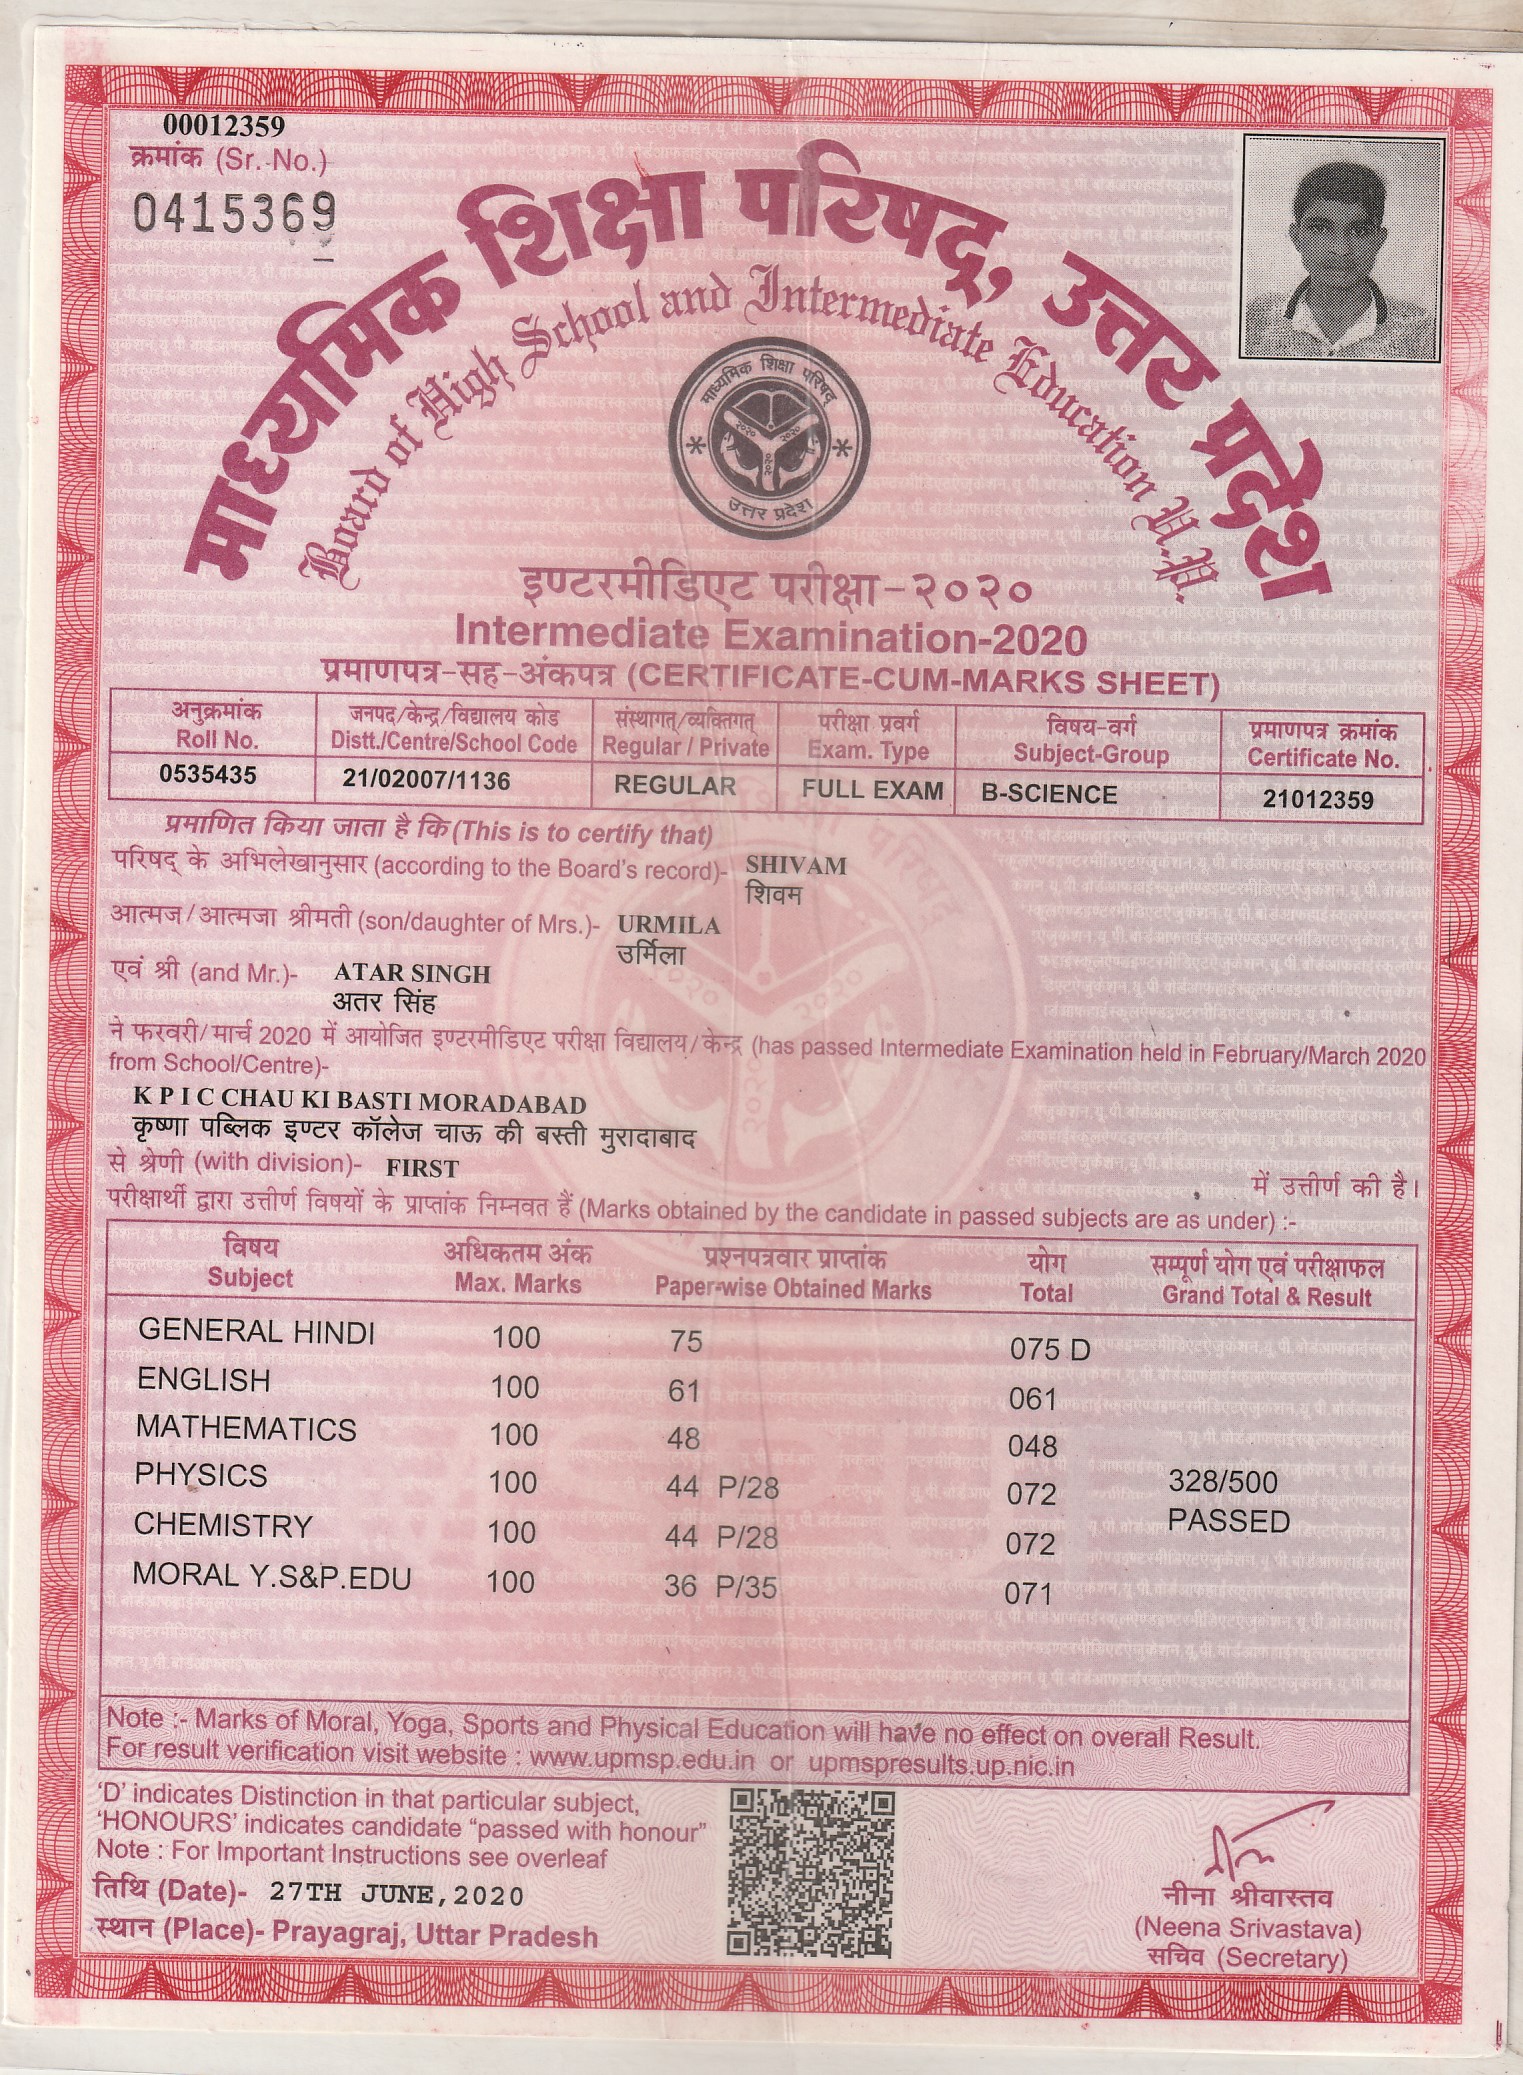 00012359
क्रमांक (Sr. No.)
0415369
माध्यमिक शिक्षा परिषद्, उत्तर प्रदेश
Board of High School and Intermediate Education U.P.
माध्यमिक शिक्षा परिषद्
उत्तर प्रदेश
इण्टरमीडिएट परीक्षा-२०२०
Intermediate Examination-2020
प्रमाणपत्र-सह-अंकपत्र (CERTIFICATE-CUM-MARKS SHEET)
अनुक्रमांक जनपद/केन्द्र/विद्यालय कोड संस्थागत्/व्यक्तिगत् परीक्षा प्रवर्ग विषय-वर्ग प्रमाणपत्र क्रमांक
Roll No. Distt./Centre/School Code Regular / Private Exam. Type Subject-Group Certificate No.
0535435 21/02007/1136 REGULAR FULL EXAM B-SCIENCE 21012359
प्रमाणित किया जाता है कि (This is to certify that)
परिषद् के अभिलेखानुसार (according to the Board's record)- SHIVAM
शिवम
आत्मज/आत्मजा श्रीमती (son/daughter of Mrs.)- URMILA
उर्मिला
एवं श्री (and Mr.)- ATAR SINGH
अतर सिंह
ने फरवरी/मार्च 2020 में आयोजित इण्टरमीडिएट परीक्षा विद्यालय/केन्द्र (has passed Intermediate Examination held in February/March 2020
from School/Centre)-
K P I C CHAU KI BASTI MORADABAD
कृष्णा पब्लिक इण्टर कॉलेज चाऊ की बस्ती मुरादाबाद
से श्रेणी (with division)- FIRST में उत्तीर्ण की है।
परीक्षार्थी द्वारा उत्तीर्ण विषयों के प्राप्तांक निम्नवत हैं (Marks obtained by the candidate in passed subjects are as under) :-
विषय अधिकतम अंक प्रश्नपत्रवार प्राप्तांक योग सम्पूर्ण योग एवं परीक्षाफल
Subject Max. Marks Paper-wise Obtained Marks Total Grand Total & Result
GENERAL HINDI 100 75 075 D
ENGLISH 100 61 061
MATHEMATICS 100 48 048
PHYSICS 100 44 P/28 072 328/500
CHEMISTRY 100 44 P/28 072 PASSED
MORAL Y.S&P.EDU 100 36 P/35 071
Note :- Marks of Moral, Yoga, Sports and Physical Education will have no effect on overall Result.
For result verification visit website : www.upmsp.edu.in or upmspresults.up.nic.in
'D' indicates Distinction in that particular subject,
'HONOURS' indicates candidate "passed with honour"
Note : For Important Instructions see overleaf
तिथि (Date)- 27TH JUNE,2020
स्थान (Place)- Prayagraj, Uttar Pradesh
नीना श्रीवास्तव
(Neena Srivastava)
सचिव (Secretary)